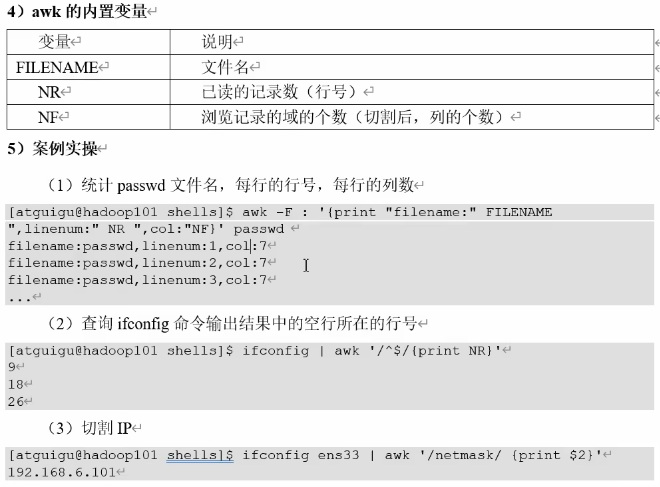 4）awk 的内置变量
变量 说明
FILENAME 文件名
NR 已读的记录数（行号）
NF 浏览记录的域的个数（切割后，列的个数）
5）案例实操
（1）统计 passwd 文件名，每行的行号，每行的列数
[atguigu@hadoop101 shells]$ awk -F : '{print "filename:" FILENAME
",linenum:" NR ",col:"NF}' passwd
filename:passwd,linenum:1,col:7
filename:passwd,linenum:2,col:7
filename:passwd,linenum:3,col:7
...
（2）查询 ifconfig 命令输出结果中的空行所在的行号
[atguigu@hadoop101 shells]$ ifconfig | awk '/^$/{print NR}'
9
18
26
（3）切割 IP
[atguigu@hadoop101 shells]$ ifconfig ens33 | awk '/netmask/ {print $2}'
192.168.6.101